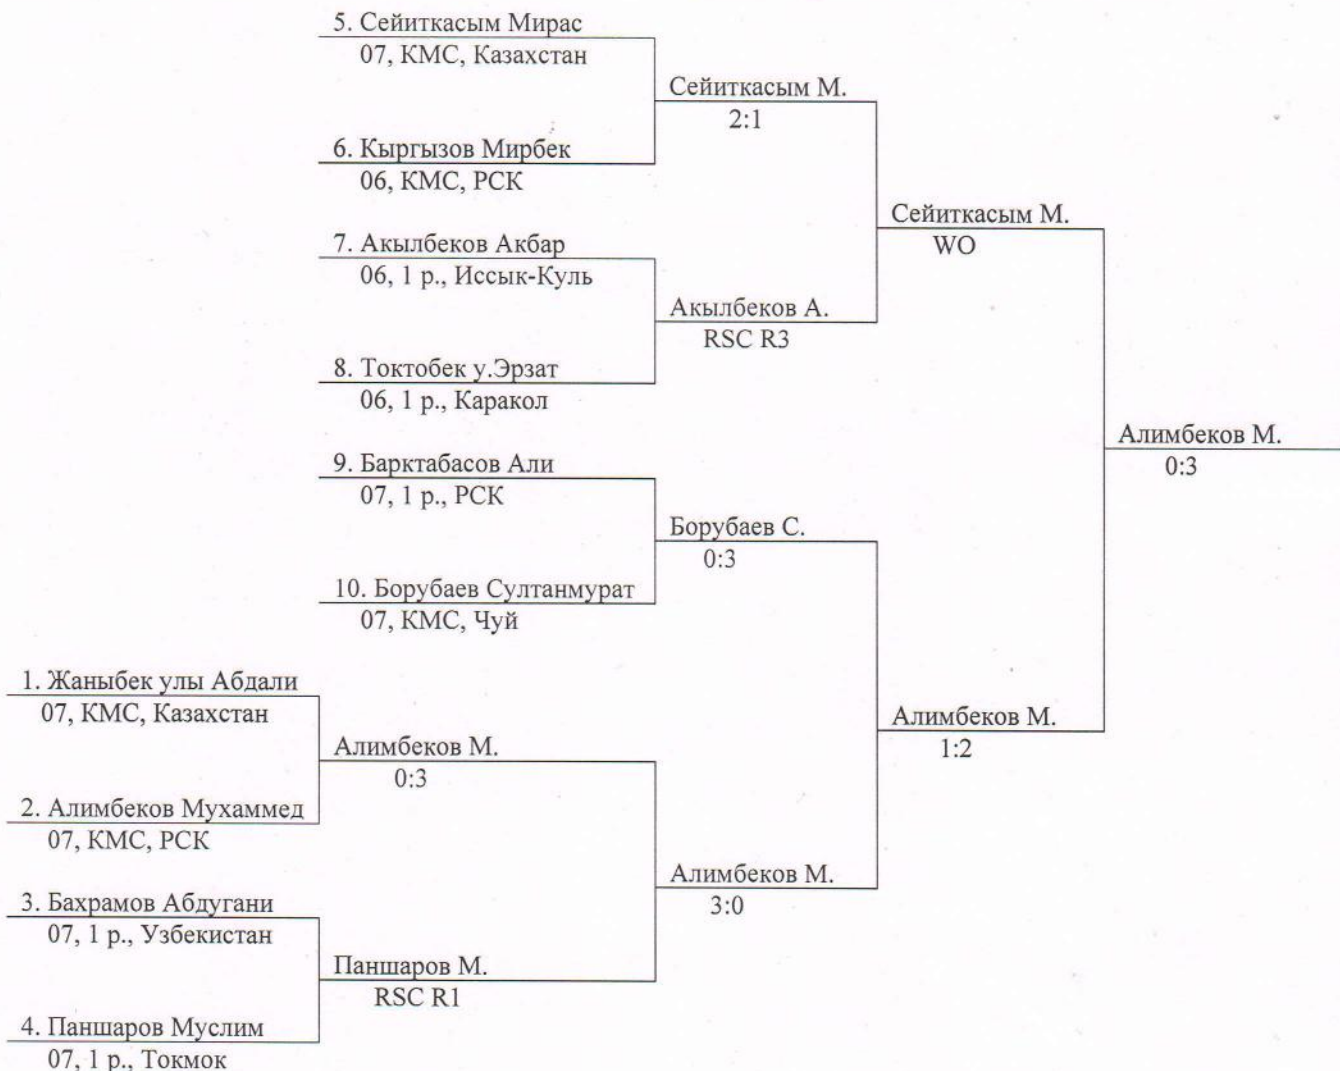 5. Сейиткасым Мирас
07, КМС, Казахстан
Сейиткасым М.
2:1
6. Кыргызов Мирбек
06, КМС, РСК
Сейиткасым М.
WO
7. Акылбеков Акбар
06, 1 р., Иссык-Куль
Акылбеков А.
RSC R3
8. Токтобек у.Эрзат
06, 1 р., Каракол
Алимбеков М.
0:3
9. Барктабасов Али
07, 1 р., РСК
Борубаев С.
0:3
10. Борубаев Султанмурат
07, КМС, Чуй
1. Жаныбек улы Абдали
07, КМС, Казахстан
Алимбеков М.
1:2
Алимбеков М.
0:3
2. Алимбеков Мухаммед
07, КМС, РСК
Алимбеков М.
3:0
3. Бахрамов Абдугани
07, 1 р., Узбекистан
Паншаров М.
RSC R1
4. Паншаров Муслим
07, 1 р., Токмок